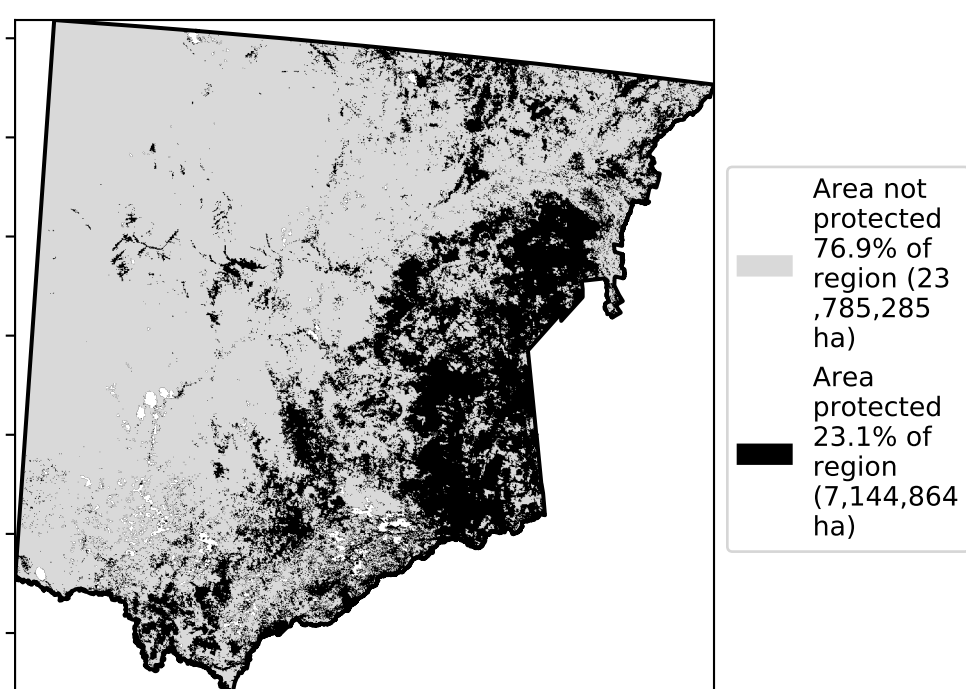 Area not
protected
76.9% of
region (23
,785,285
ha)
Area
protected
23.1% of
region
(7,144,864
ha)